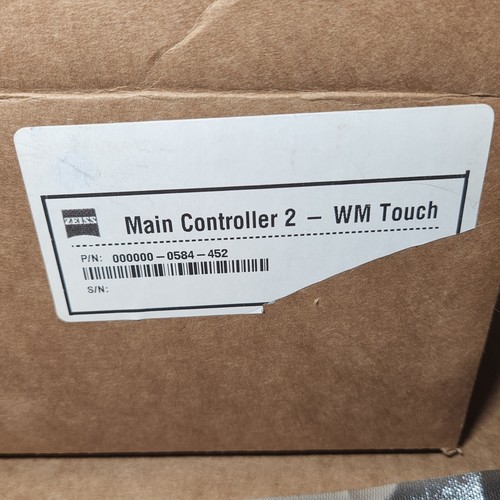 ZEISS
Main Controller 2 – WM Touch
P/N: 000000-0584-452
S/N: